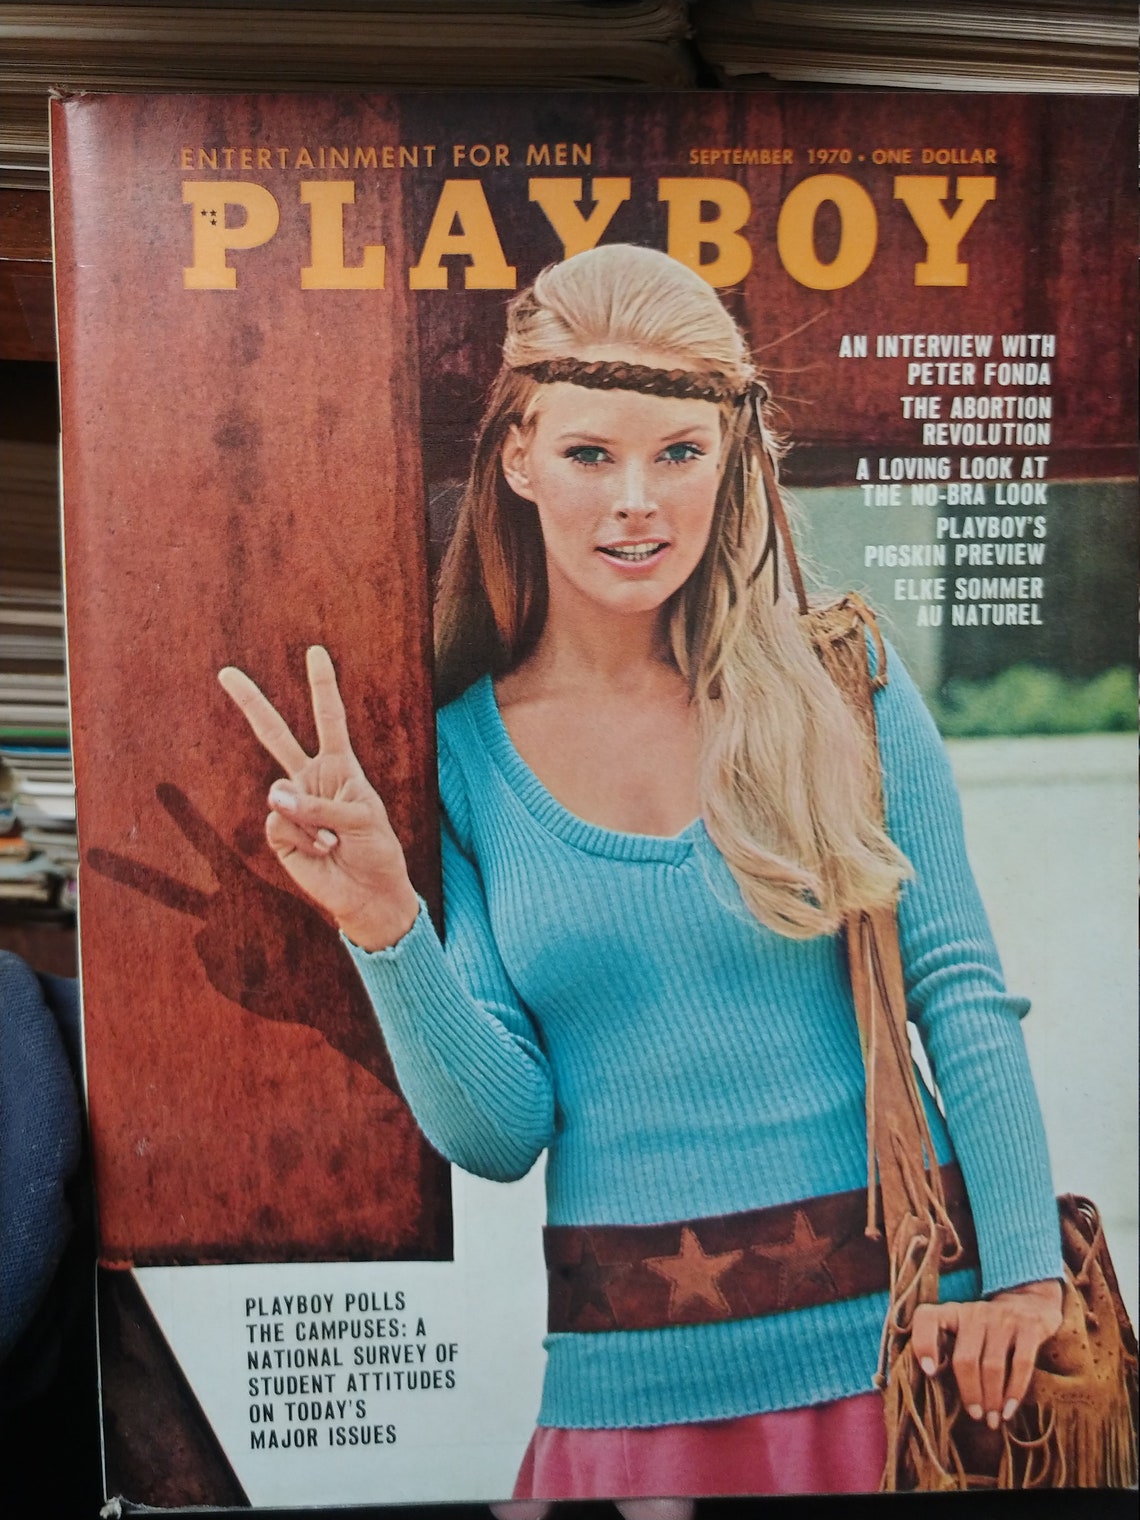 ENTERTAINMENT FOR MEN
SEPTEMBER 1970 • ONE DOLLAR
PLAYBOY
AN INTERVIEW WITH
PETER FONDA
THE ABORTION
REVOLUTION
A LOVING LOOK AT
THE NO-BRA LOOK
PLAYBOY'S
PIGSKIN PREVIEW
ELKE SOMMER
AU NATUREL
PLAYBOY POLLS
THE CAMPUSES: A
NATIONAL SURVEY OF
STUDENT ATTITUDES
ON TODAY'S
MAJOR ISSUES